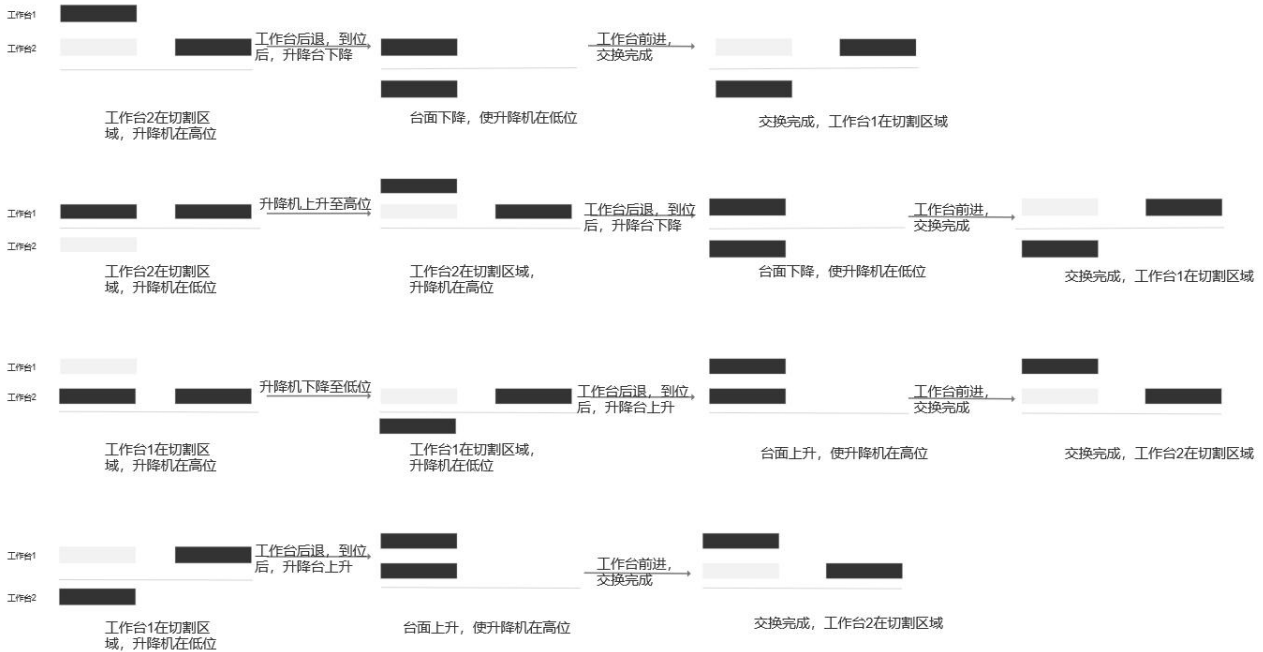 工作台1
工作台2
工作台后退，到位
后，升降台下降
工作台前进，
交换完成
工作台2在切割区
域，升降机在高位
台面下降，使升降机在低位
交换完成，工作台1在切割区域
工作台1
工作台2
升降机上升至高位
工作台后退，到位
后，升降台下降
工作台前进，
交换完成
工作台2在切割区
域，升降机在低位
工作台2在切割区域，
升降机在高位
台面下降，使升降机在低位
交换完成，工作台1在切割区域
工作台1
工作台2
升降机下降至低位
工作台后退，到位
后，升降台上升
工作台前进，
交换完成
工作台1在切割区
域，升降机在高位
工作台1在切割区域，
升降机在低位
台面上升，使升降机在高位
交换完成，工作台2在切割区域
工作台1
工作台2
工作台后退，到位
后，升降台上升
工作台前进，
交换完成
工作台1在切割区
域，升降机在低位
台面上升，使升降机在高位
交换完成，工作台2在切割区域